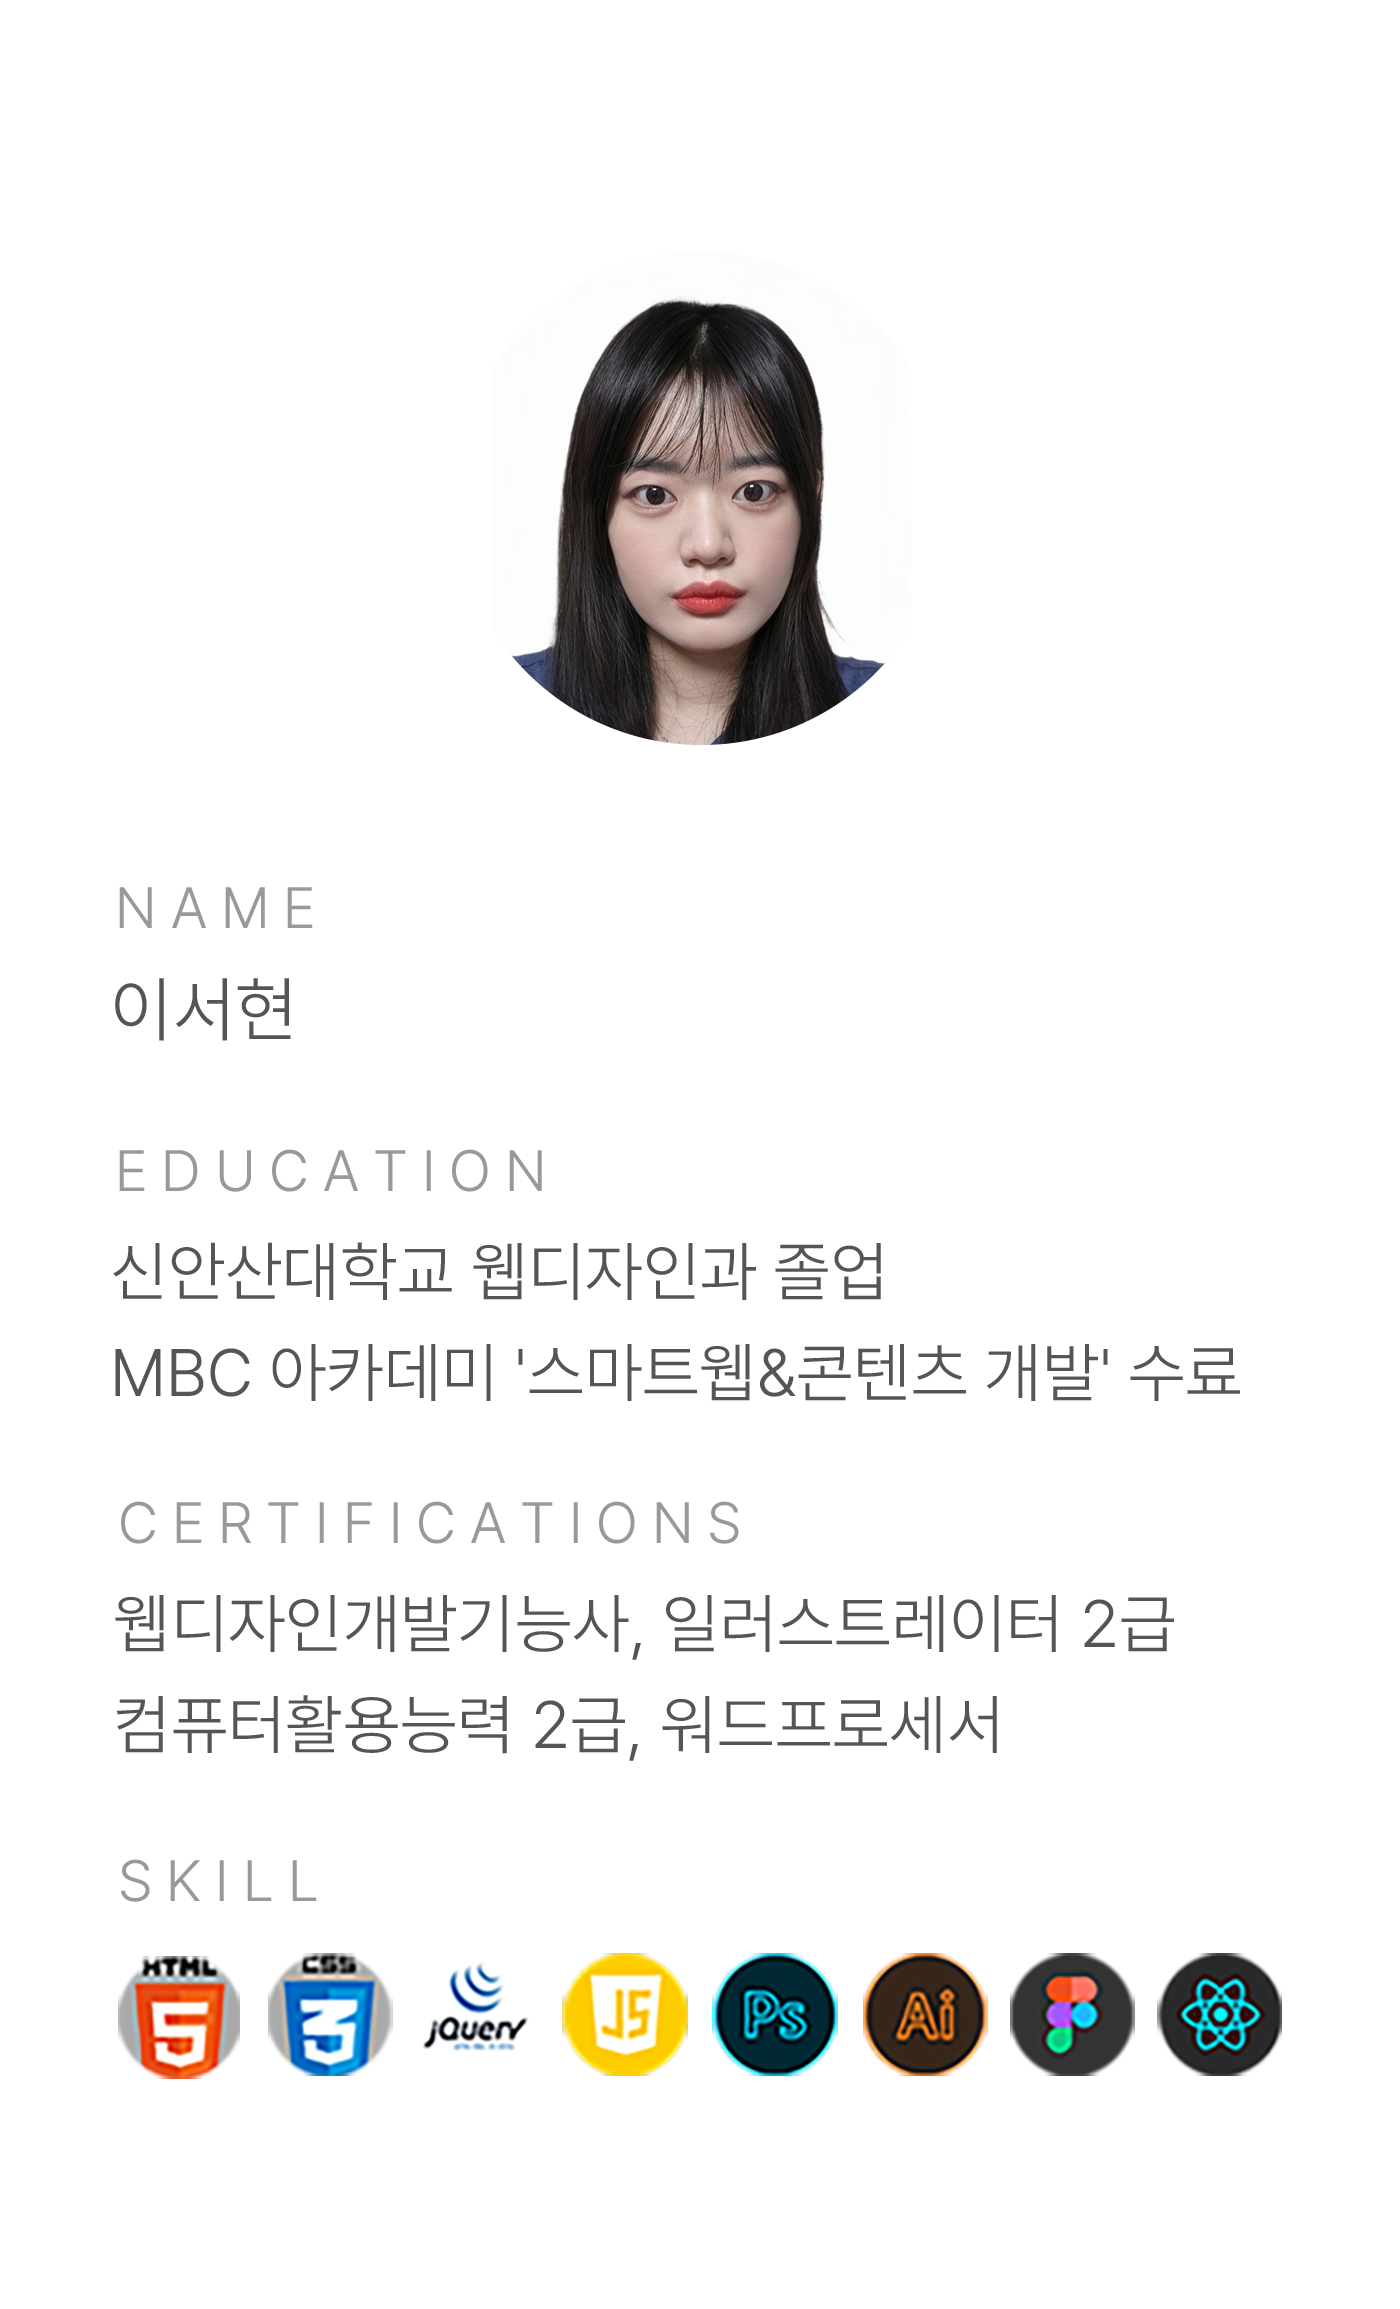 NAME
이서현
EDUCATION
신안산대학교 웹디자인과 졸업
MBC 아카데미 '스마트웹&콘텐츠 개발' 수료
CERTIFICATIONS
웹디자인개발기능사, 일러스트레이터 2급
컴퓨터활용능력 2급, 워드프로세서
SKILL
HTML 5 CSS 3 jQuery JS Ps Ai